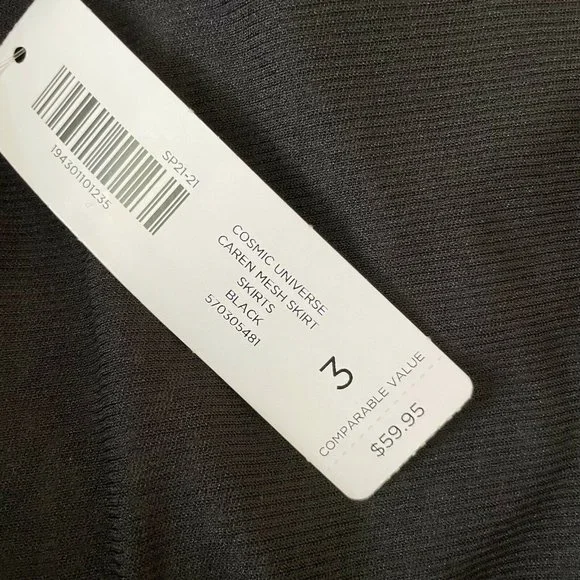 SP21-21
194301101235
COSMIC UNIVERSE
CAREN MESH SKIRT
SKIRTS
BLACK
570305481
3
COMPARABLE VALUE
$59.95